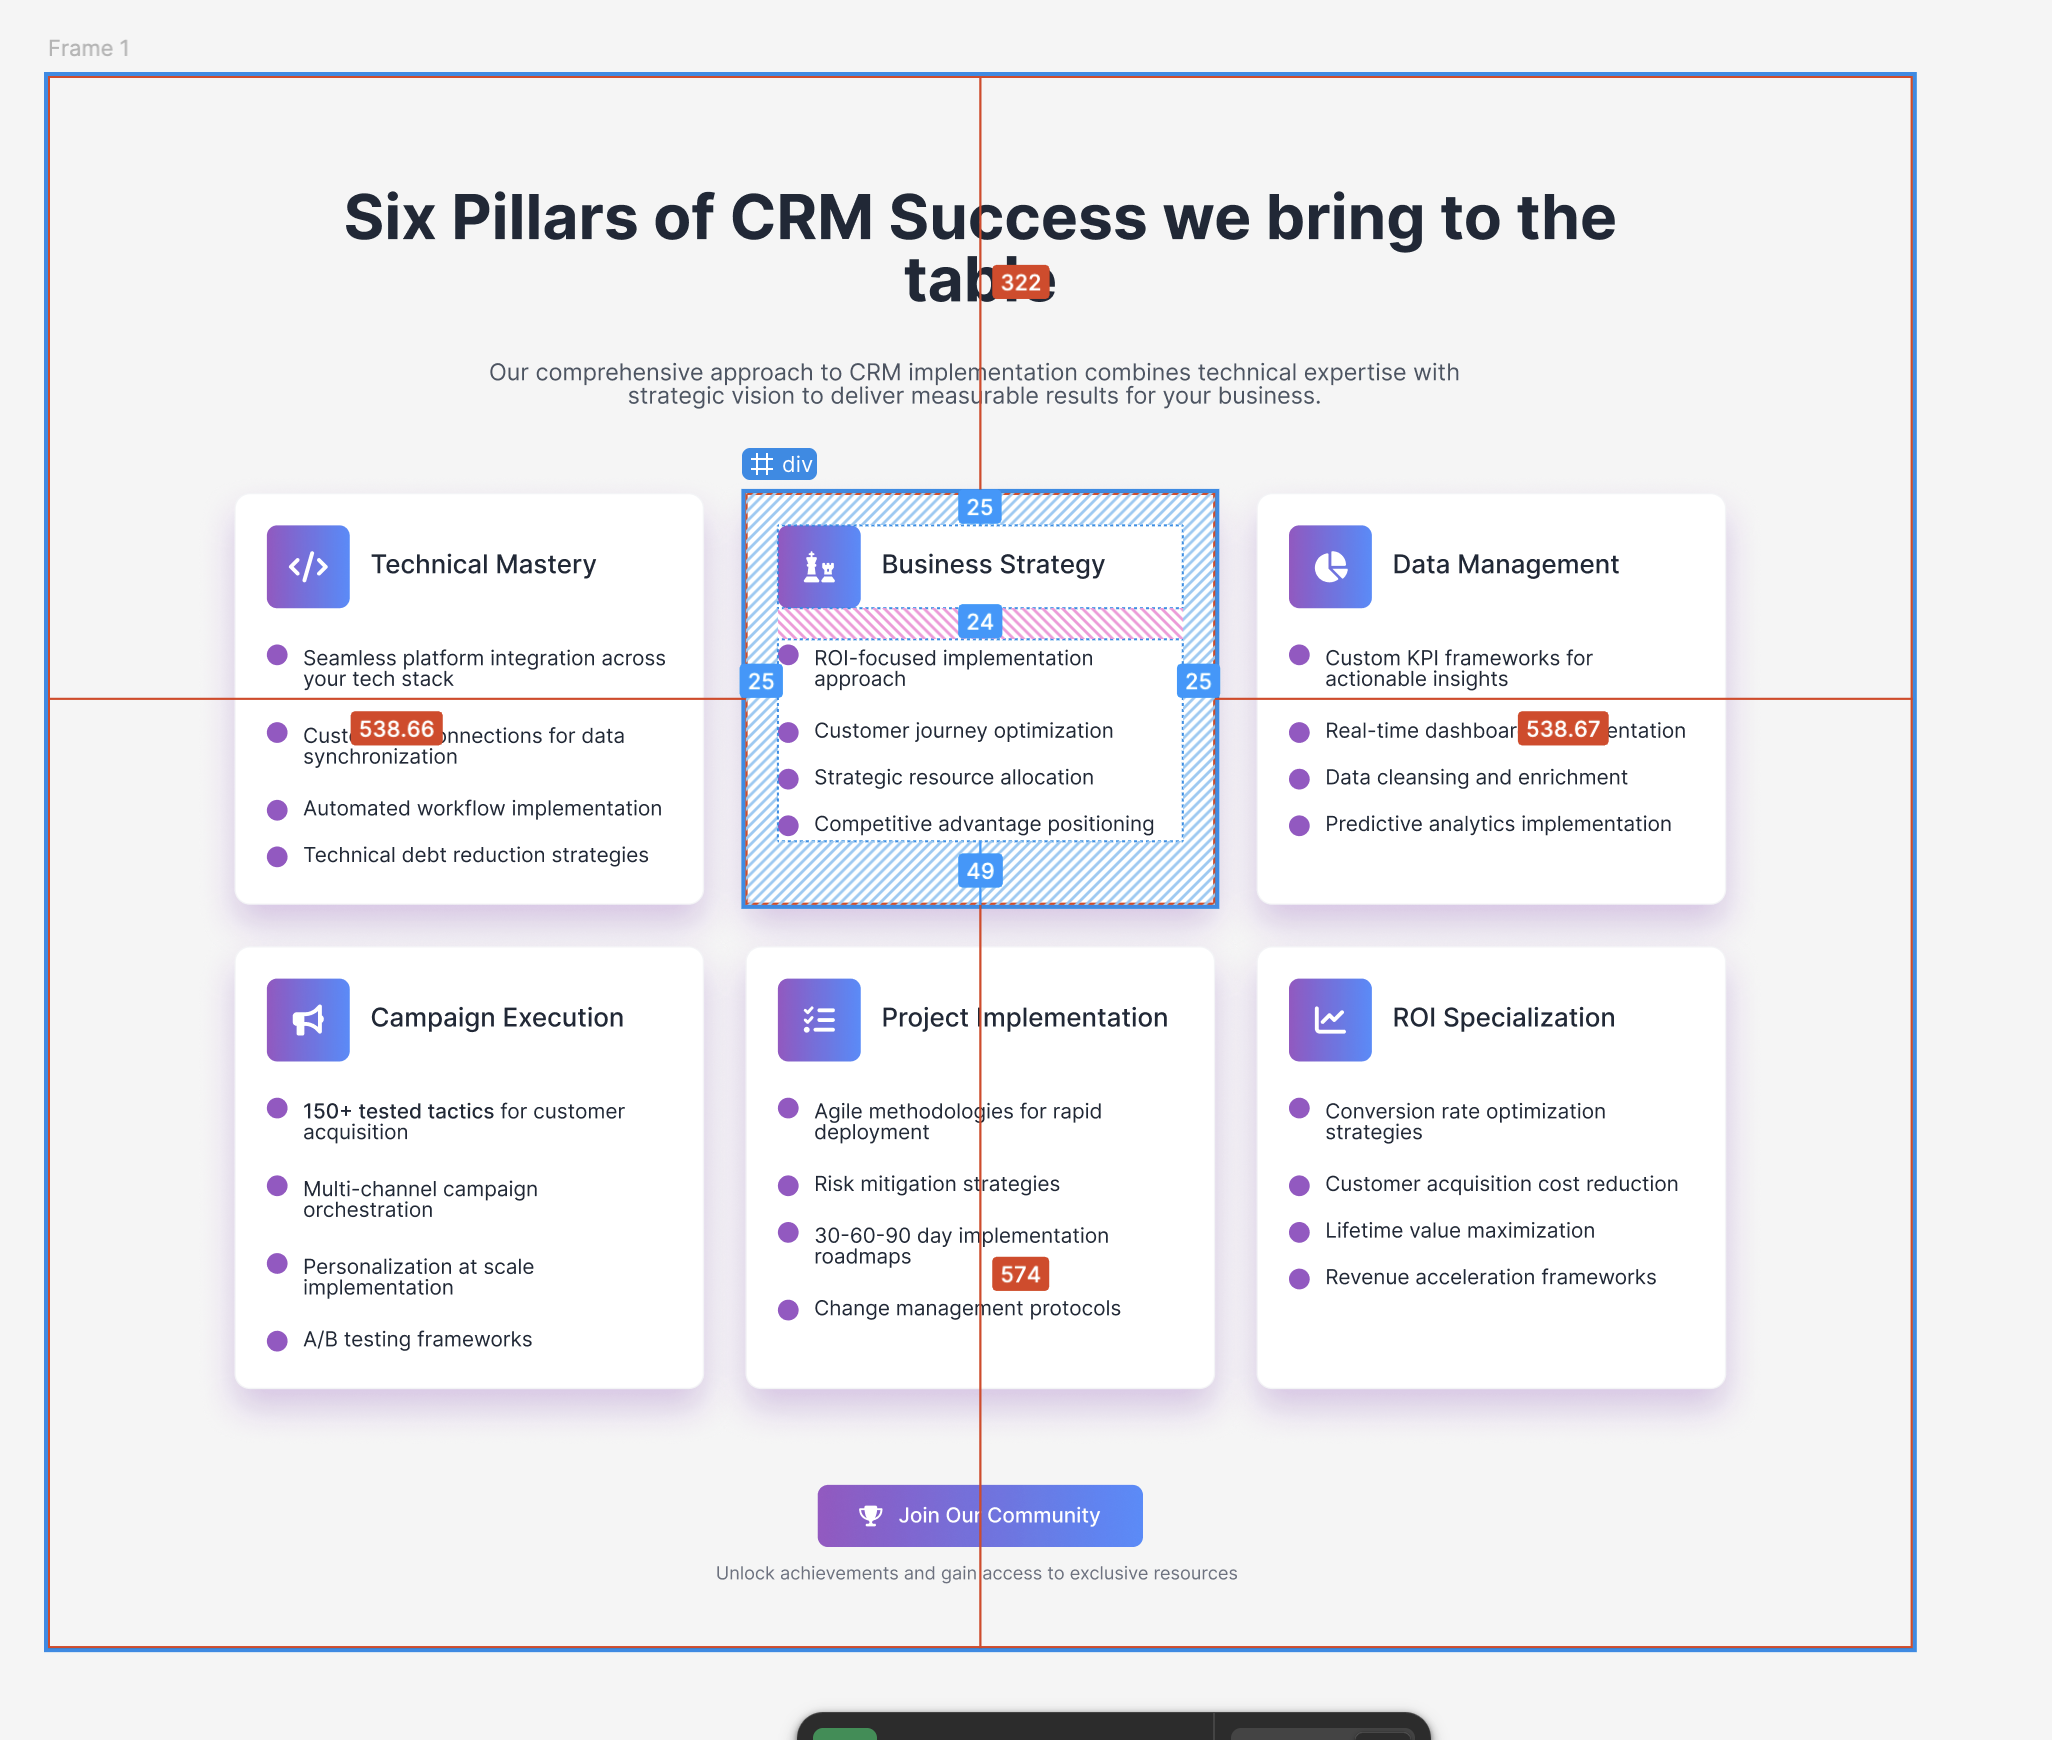 Frame 1
Six Pillars of CRM Success we bring to the
table
322
Our comprehensive approach to CRM implementation combines technical expertise with
strategic vision to deliver measurable results for your business.
div
Technical Mastery
Seamless platform integration across
your tech stack
538.66
onnections for data
synchronization
Automated workflow implementation
Technical debt reduction strategies
25
Business Strategy
24
25
25
ROI-focused implementation
approach
Customer journey optimization
Strategic resource allocation
Competitive advantage positioning
49
Data Management
Custom KPI frameworks for
actionable insights
Real-time
538.67
Data cleansing and enrichment
Predictive analytics implementation
Campaign Execution
150+ tested tactics for customer
acquisition
Multi-channel campaign
orchestration
Personalization at scale
implementation
A/B testing frameworks
Project Implementation
Agile methodologies for rapid
deployment
Risk mitigation strategies
30-60-90 day implementation
roadmaps
574
Change management protocols
ROI Specialization
Conversion rate optimization
strategies
Customer acquisition cost reduction
Lifetime value maximization
Revenue acceleration frameworks
Join Our Community
Unlock achievements and gain access to exclusive resources